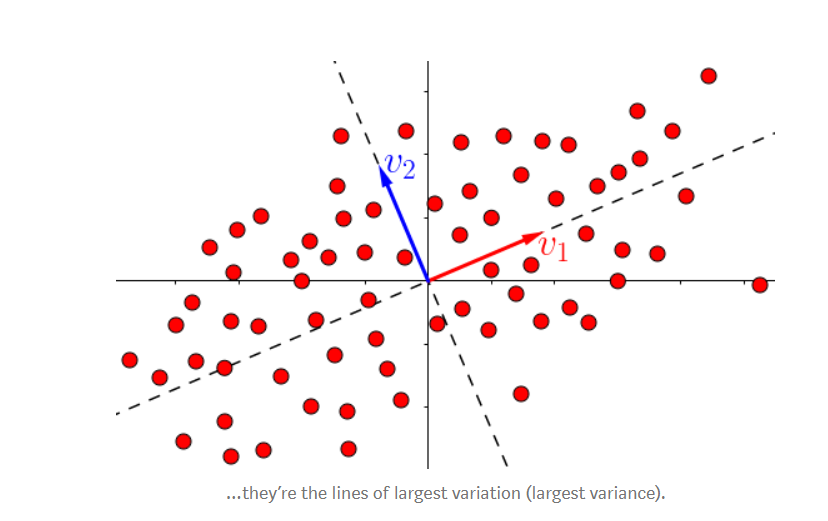 v₂
v₁
...they're the lines of largest variation (largest variance).